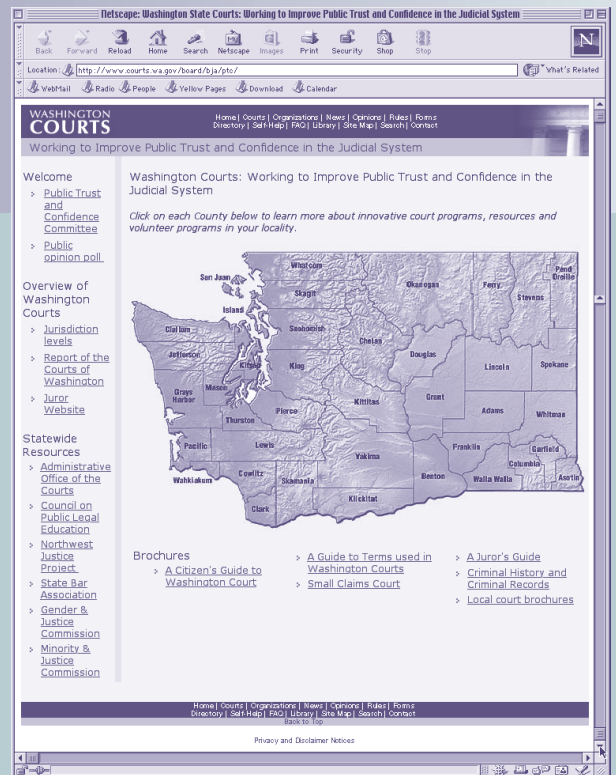 Netscape: Washington State Courts: Working to Improve Public Trust and Confidence in the Judicial System
Back Forward Reload Home Search Netscape Images Print Security Shop Stop
N
Location: http://www.courts.wa.gov/board/bja/ptc/ What's Related
WebMail Radio People Yellow Pages Download Calendar
WASHINGTON
COURTS
Home| Courts| Organizations| News| Opinions| Rules| Forms
Directory| Self-Help| FAQ| Library| Site Map| Search| Contact
Working to Improve Public Trust and Confidence in the Judicial System
Welcome
Public Trust
and
Confidence
Committee
Public
opinion poll
Overview of
Washington
Courts
Jurisdiction
levels
Report of the
Courts of
Washington
Juror
Website
Statewide
Resources
Administrative
Office of the
Courts
Council on
Public Legal
Education
Northwest
Justice
Project
State Bar
Association
Gender &
Justice
Commission
Minority &
Justice
Commission
Washington Courts: Working to Improve Public Trust and Confidence in the
Judicial System
Click on each County below to learn more about innovative court programs, resources and
volunteer programs in your locality.
San Juan
Whatcom
Skagit
Island
Okanogan
Ferry
Stevens
Pend
Oreille
Clallam
Snohomish
Chelan
Jefferson
Kitsap
King
Douglas
Lincoln
Spokane
Grays
Harbor
Mason
Pierce
Kittitas
Grant
Adams
Whitman
Thurston
Pacific
Lewis
Yakima
Franklin
Garfield
Wahkiakum
Cowlitz
Skamania
Benton
Walla Walla
Columbia
Asotin
Clark
Klickitat
Brochures
A Citizen's Guide to
Washington Court
A Guide to Terms used in
Washington Courts
Small Claims Court
A Juror's Guide
Criminal History and
Criminal Records
Local court brochures
Home| Courts| Organizations| News| Opinions| Rules| Forms
Directory| Self-Help| FAQ| Library| Site Map| Search| Contact
Back to Top
Privacy and Disclaimer Notices